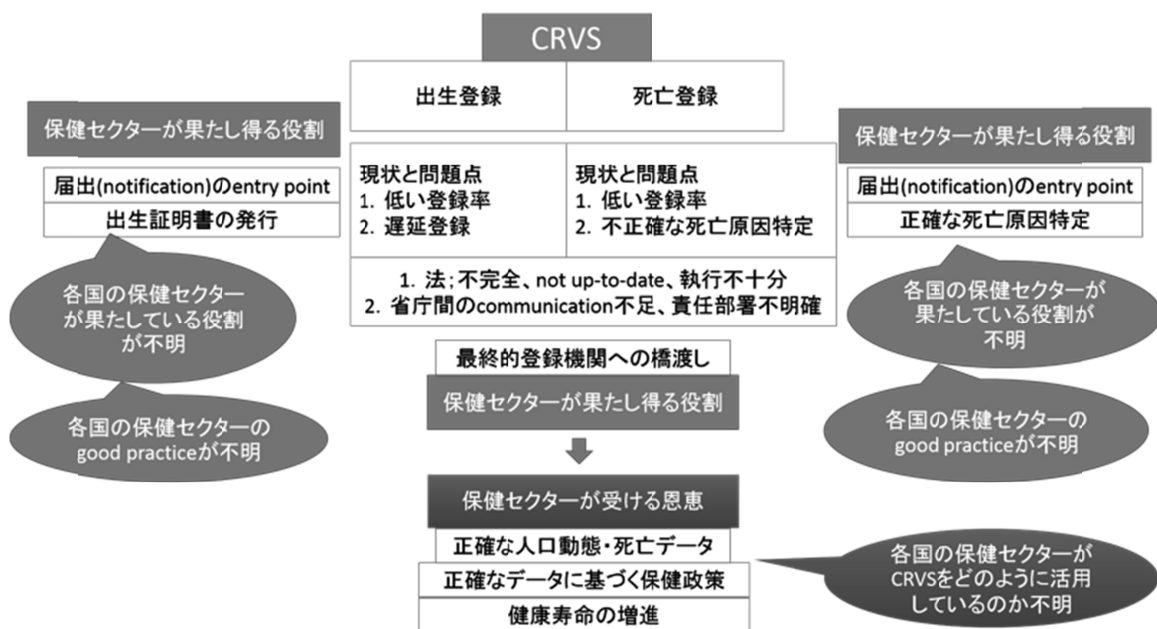 CRVS
出生登録
死亡登録
保健セクターが果たし得る役割
届出(notification)のentry point
出生証明書の発行
各国の保健セクター
が果たしている役割
が不明
各国の保健セクターの
good practiceが不明
現状と問題点
1. 低い登録率
2. 遅延登録
現状と問題点
1. 低い登録率
2. 不正確な死亡原因特定
1. 法；不完全、not up-to-date、執行不十分
2. 省庁間のcommunication不足、責任部署不明確
最終的登録機関への橋渡し
保健セクターが果たし得る役割
保健セクターが果たし得る役割
届出(notification)のentry point
正確な死亡原因特定
各国の保健セクターが
果たしている役割が
不明
各国の保健セクターの
good practiceが不明
保健セクターが受ける恩恵
正確な人口動態・死亡データ
正確なデータに基づく保健政策
健康寿命の増進
各国の保健セクターが
CRVSをどのように活用
しているのか不明